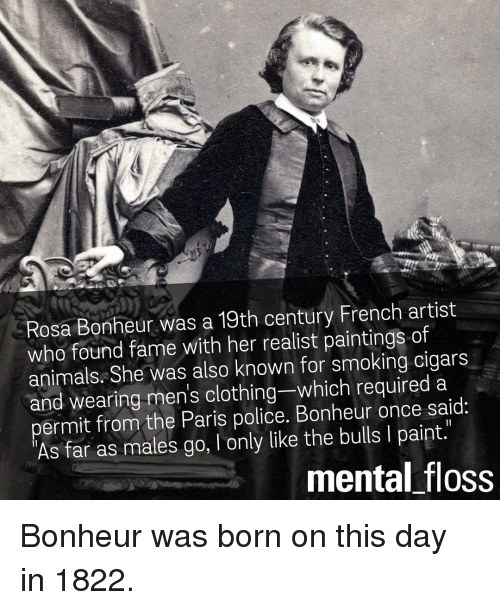 Rosa Bonheur was a 19th century French artist
who found fame with her realist paintings of
animals. She was also known for smoking cigars
and wearing men's clothing—which required a
permit from the Paris police. Bonheur once said:
"As far as males go, I only like the bulls I paint."
mental_floss
Bonheur was born on this day
in 1822.